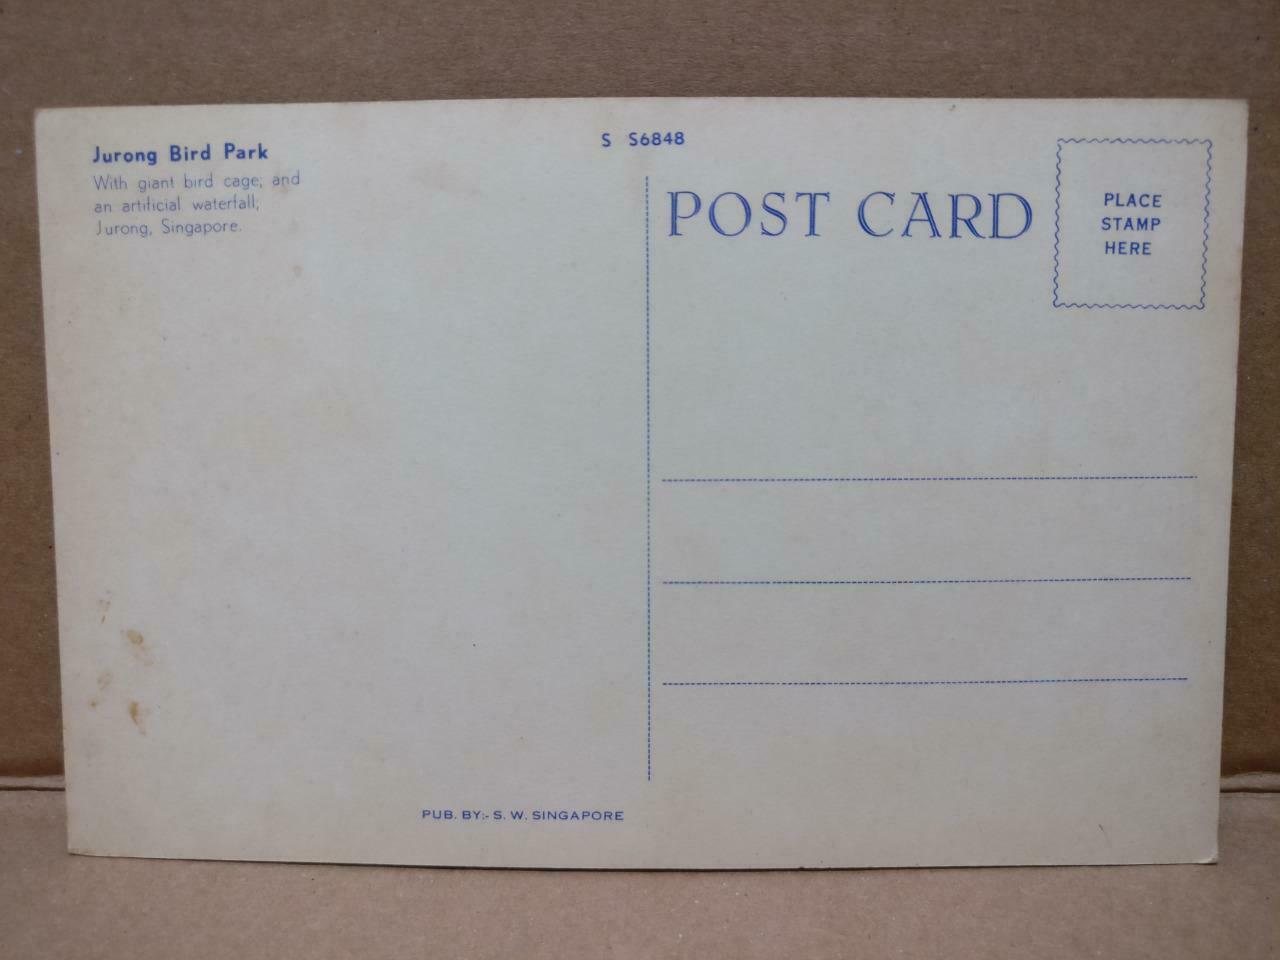 Jurong Bird Park
With giant bird cage; and
an artificial waterfall;
Jurong, Singapore.
S S6848
POST CARD
PLACE
STAMP
HERE
PUB. BY:- S. W. SINGAPORE